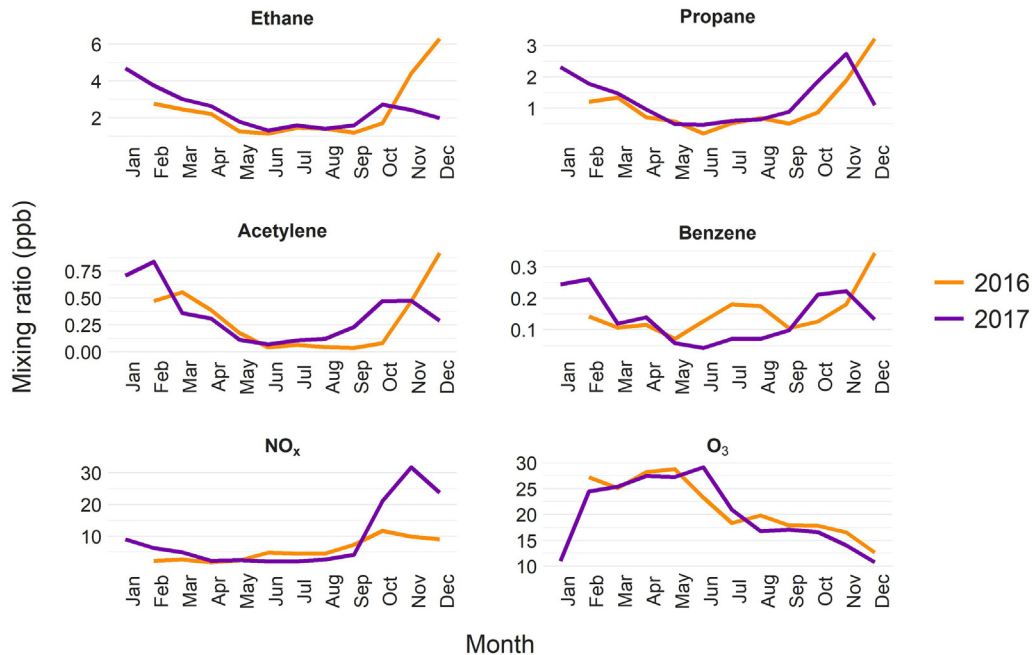 Ethane
6
4
2
Jan Feb Mar Apr May Jun Jul Aug Sep Oct Nov Dec
Propane
3
2
1
Jan Feb Mar Apr May Jun Jul Aug Sep Oct Nov Dec
Mixing ratio (ppb)
Acetylene
0.75
0.50
0.25
0.00
Jan Feb Mar Apr May Jun Jul Aug Sep Oct Nov Dec
Benzene
0.3
0.2
0.1
Jan Feb Mar Apr May Jun Jul Aug Sep Oct Nov Dec
2016
2017
NOₓ
30
20
10
Jan Feb Mar Apr May Jun Jul Aug Sep Oct Nov Dec
O₃
30
25
20
15
10
Jan Feb Mar Apr May Jun Jul Aug Sep Oct Nov Dec
Month